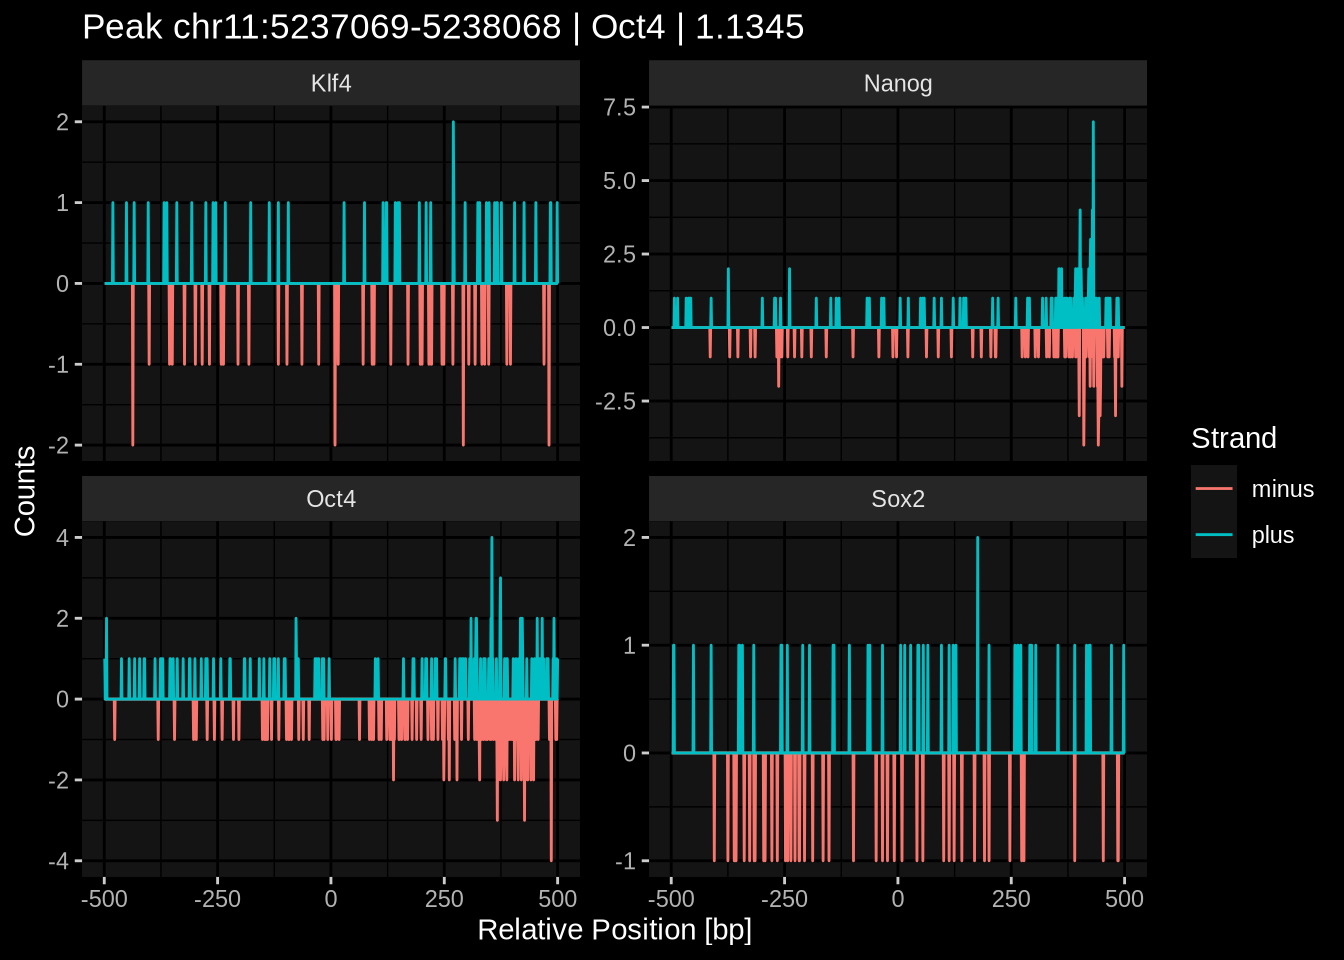 Peak chr11:5237069-5238068 | Oct4 | 1.1345
Klf4
Nanog
2
1
0
-1
-2
7.5
5.0
2.5
0.0
-2.5
Oct4
Sox2
4
2
0
-2
-4
2
1
0
-1
-500 -250 0 250 500
-500 -250 0 250 500
Relative Position [bp]
Counts
Strand
minus
plus